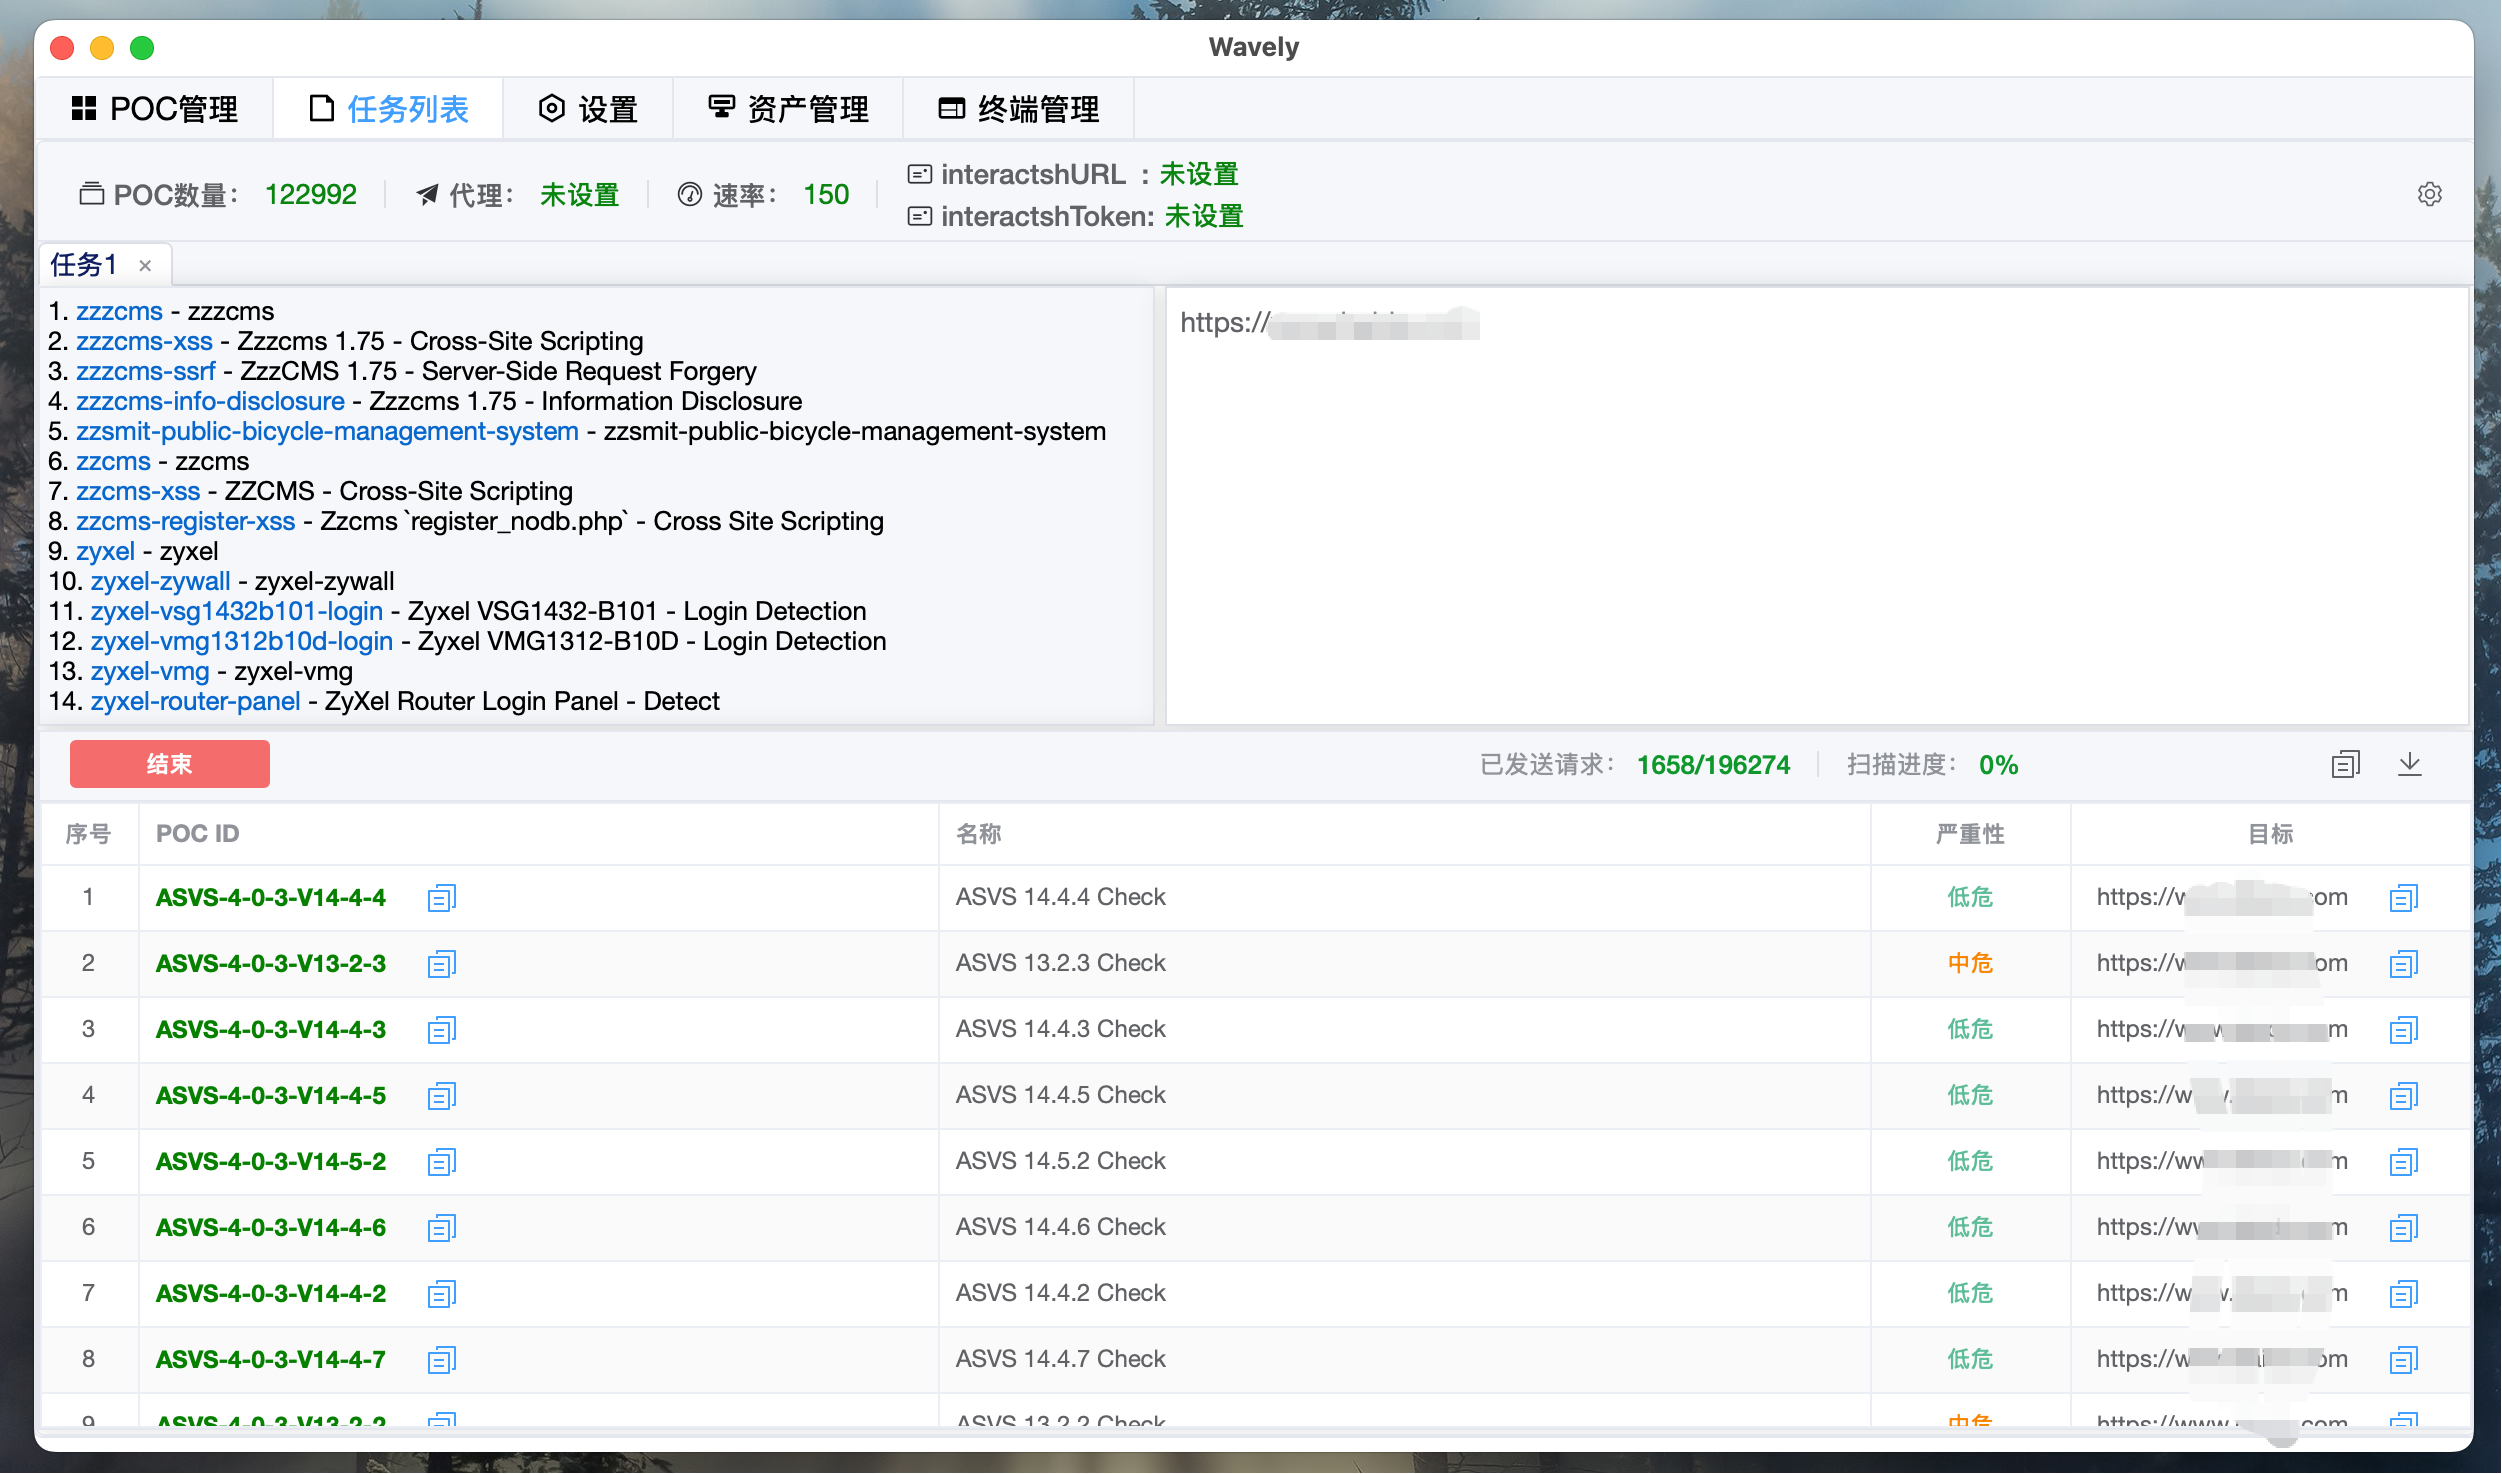 Wavely
POC管理 任务列表 设置 资产管理 终端管理
POC数量： 122992 代理： 未设置 速率： 150
interactshURL : 未设置
interactshToken: 未设置
任务1
1. zzzcms - zzzcms
2. zzzcms-xss - Zzzcms 1.75 - Cross-Site Scripting
3. zzzcms-ssrf - ZzzCMS 1.75 - Server-Side Request Forgery
4. zzzcms-info-disclosure - Zzzcms 1.75 - Information Disclosure
5. zzsmit-public-bicycle-management-system - zzsmit-public-bicycle-management-system
6. zzcms - zzcms
7. zzcms-xss - ZZCMS - Cross-Site Scripting
8. zzcms-register-xss - Zzcms `register_nodb.php` - Cross Site Scripting
9. zyxel - zyxel
10. zyxel-zywall - zyxel-zywall
11. zyxel-vsg1432b101-login - Zyxel VSG1432-B101 - Login Detection
12. zyxel-vmg1312b10d-login - Zyxel VMG1312-B10D - Login Detection
13. zyxel-vmg - zyxel-vmg
14. zyxel-router-panel - ZyXel Router Login Panel - Detect
https://
结束 已发送请求： 1658/196274 扫描进度： 0%
序号 POC ID 名称 严重性 目标
1 ASVS-4-0-3-V14-4-4 ASVS 14.4.4 Check 低危 https://
2 ASVS-4-0-3-V13-2-3 ASVS 13.2.3 Check 中危 https://
3 ASVS-4-0-3-V14-4-3 ASVS 14.4.3 Check 低危 https://
4 ASVS-4-0-3-V14-4-5 ASVS 14.4.5 Check 低危 https://
5 ASVS-4-0-3-V14-5-2 ASVS 14.5.2 Check 低危 https://
6 ASVS-4-0-3-V14-4-6 ASVS 14.4.6 Check 低危 https://
7 ASVS-4-0-3-V14-4-2 ASVS 14.4.2 Check 低危 https://
8 ASVS-4-0-3-V14-4-7 ASVS 14.4.7 Check 低危 https://
9 ASVS-4-0-3-V13-2-2 ASVS 13.2.2 Check 中危 https://www.